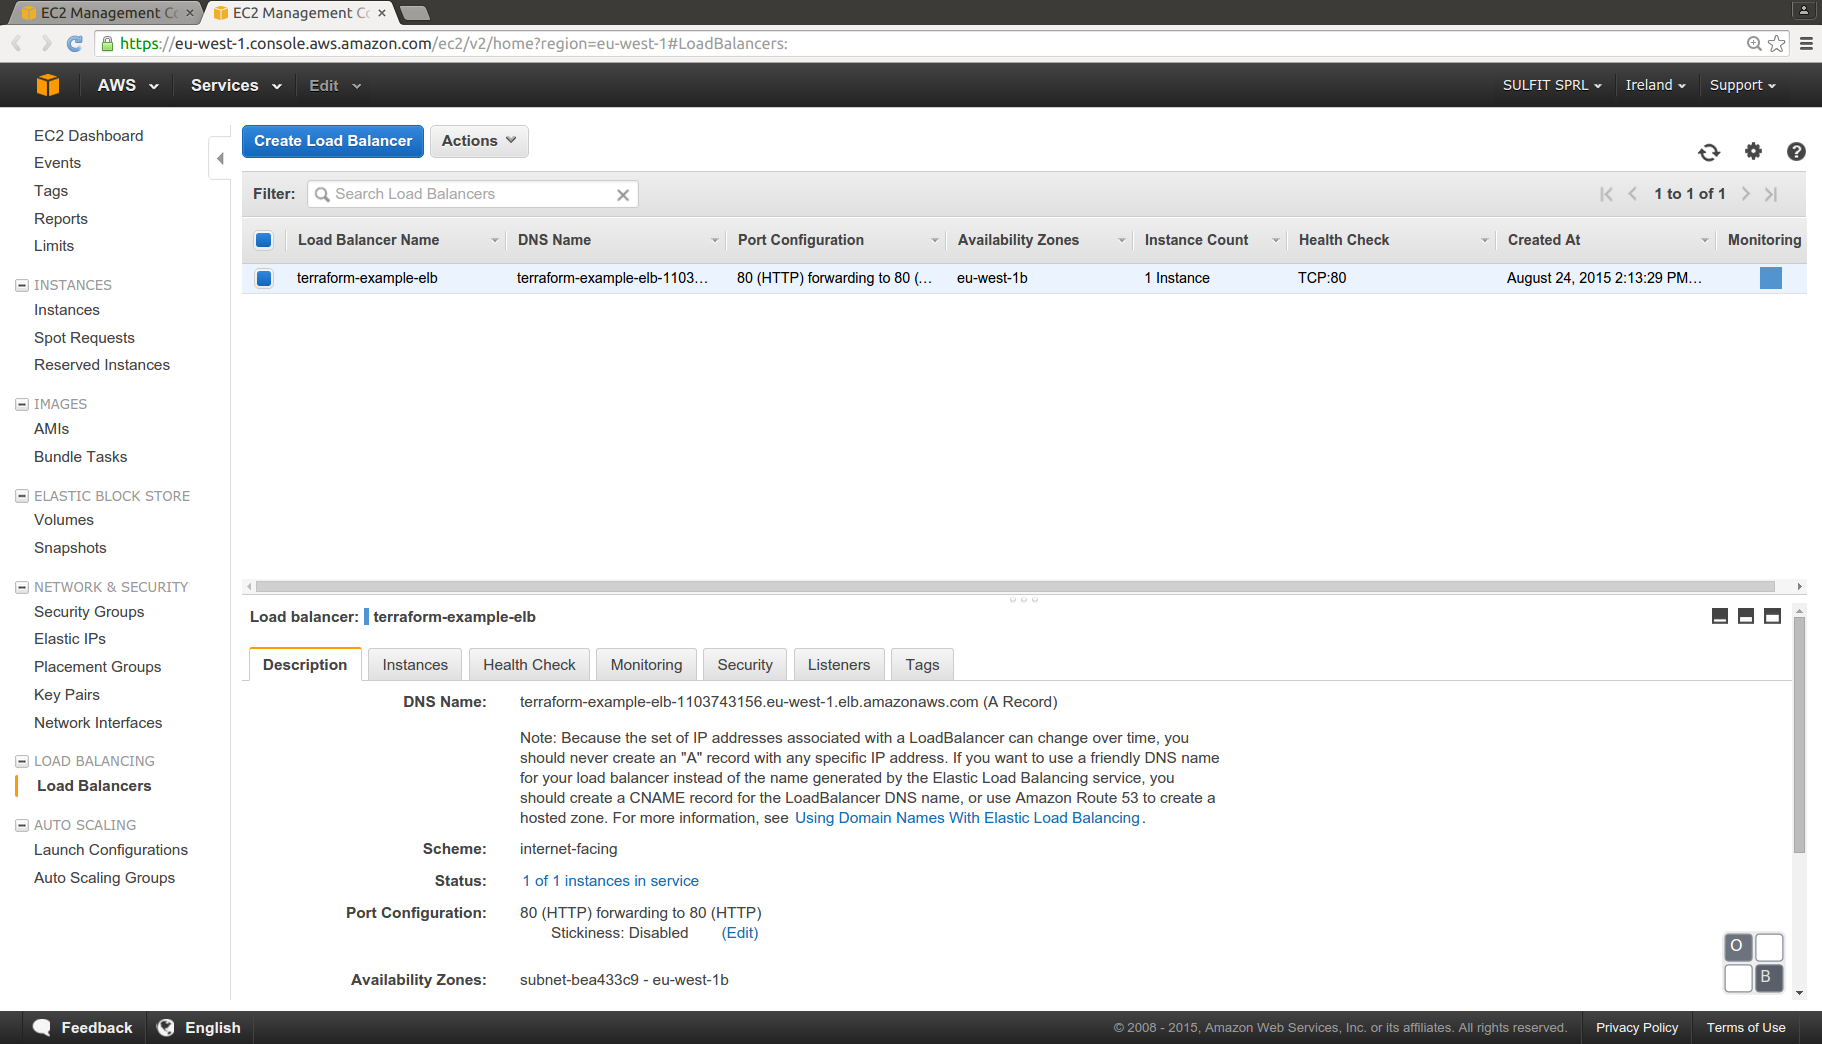 EC2 Management Co
EC2 Management Co
https://eu-west-1.console.aws.amazon.com/ec2/v2/home?region=eu-west-1#LoadBalancers:
AWS Services Edit SULFIT SPRL Ireland Support
EC2 Dashboard
Events
Tags
Reports
Limits
INSTANCES
Instances
Spot Requests
Reserved Instances
IMAGES
AMIs
Bundle Tasks
ELASTIC BLOCK STORE
Volumes
Snapshots
NETWORK & SECURITY
Security Groups
Elastic IPs
Placement Groups
Key Pairs
Network Interfaces
LOAD BALANCING
Load Balancers
AUTO SCALING
Launch Configurations
Auto Scaling Groups
Create Load Balancer Actions
Filter: Search Load Balancers 1 to 1 of 1
Load Balancer Name DNS Name Port Configuration Availability Zones Instance Count Health Check Created At Monitoring
terraform-example-elb terraform-example-elb-1103... 80 (HTTP) forwarding to 80 (... eu-west-1b 1 Instance TCP:80 August 24, 2015 2:13:29 PM...
Load balancer: terraform-example-elb
Description Instances Health Check Monitoring Security Listeners Tags
DNS Name: terraform-example-elb-1103743156.eu-west-1.elb.amazonaws.com (A Record)
Note: Because the set of IP addresses associated with a LoadBalancer can change over time, you
should never create an "A" record with any specific IP address. If you want to use a friendly DNS name
for your load balancer instead of the name generated by the Elastic Load Balancing service, you
should create a CNAME record for the LoadBalancer DNS name, or use Amazon Route 53 to create a
hosted zone. For more information, see Using Domain Names With Elastic Load Balancing.
Scheme: internet-facing
Status: 1 of 1 instances in service
Port Configuration: 80 (HTTP) forwarding to 80 (HTTP)
Stickiness: Disabled (Edit)
Availability Zones: subnet-bea433c9 - eu-west-1b
O
B
Feedback English © 2008 - 2015, Amazon Web Services, Inc. or its affiliates. All rights reserved. Privacy Policy Terms of Use